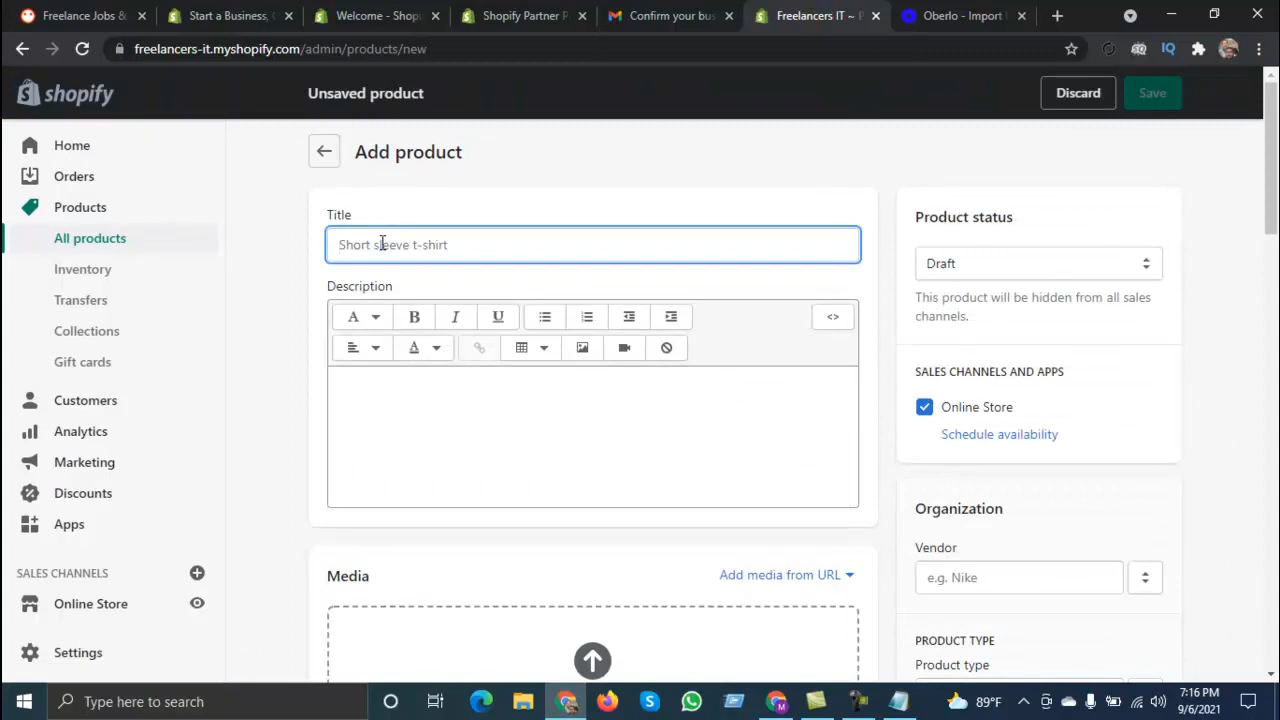 Freelance Jobs &
Start a Business,
Welcome - Shop
Shopify Partner P
Confirm your bus
Freelancers IT ~ P
Oberlo - Import
freelancers-it.myshopify.com/admin/products/new
IQ
shopify
Unsaved product
Discard
Save
Home
Orders
Products
All products
Inventory
Transfers
Collections
Gift cards
Customers
Analytics
Marketing
Discounts
Apps
SALES CHANNELS
Online Store
Settings
Add product
Title
Short sleeve t-shirt
Description
A
B
I
U
<>
A
Media
Add media from URL
Product status
Draft
This product will be hidden from all sales
channels.
SALES CHANNELS AND APPS
Online Store
Schedule availability
Organization
Vendor
e.g. Nike
PRODUCT TYPE
Product type
Type here to search
89°F
7:16 PM
9/6/2021